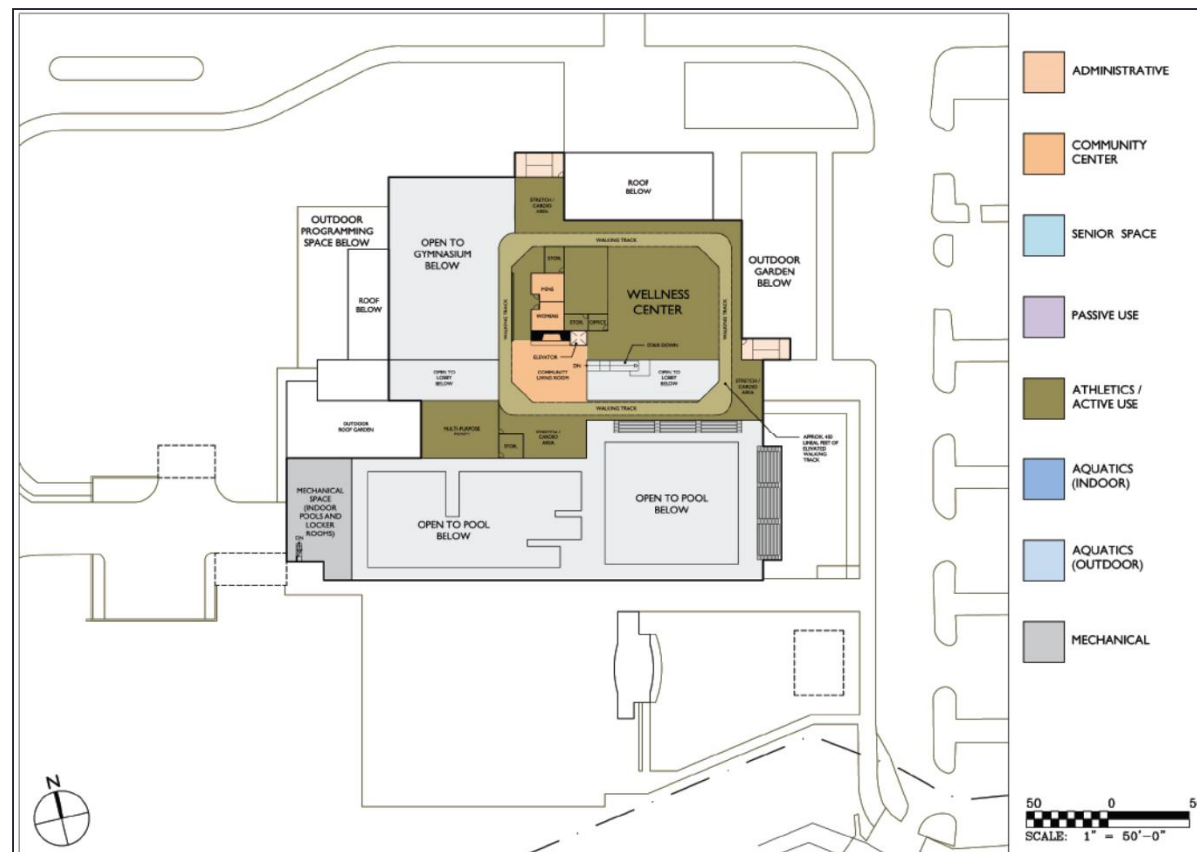 ADMINISTRATIVE
COMMUNITY
CENTER
SENIOR SPACE
PASSIVE USE
ATHLETICS /
ACTIVE USE
AQUATICS
(INDOOR)
AQUATICS
(OUTDOOR)
MECHANICAL
ROOF
BELOW
STRETCH /
CARDIO
AREA
OUTDOOR
PROGRAMMING
SPACE BELOW
OPEN TO
GYMNASIUM
BELOW
WALKING TRACK
STOR.
OUTDOOR
GARDEN
BELOW
MENS
WELLNESS
CENTER
ROOF
BELOW
WALKING TRACK
WOMENS
STOR.
OFFICE
WALKING TRACK
STAIR DOWN
ELEVATOR
DN
COMMUNITY
LIVING ROOM
OPEN TO
LOBBY
BELOW
OPEN TO
LOBBY
BELOW
STRETCH /
CARDIO
AREA
WALKING TRACK
OUTDOOR
ROOF GARDEN
MULTI-PURPOSE
STRETCH /
CARDIO
AREA
STOR.
APPROX. 450
LINEAL FEET OF
ELEVATED
WALKING
TRACK
MECHANICAL
SPACE
(INDOOR
POOLS AND
LOCKER
ROOMS)
DN
OPEN TO POOL
BELOW
OPEN TO POOL
BELOW
N
50 0 5
SCALE: 1" = 50'-0"